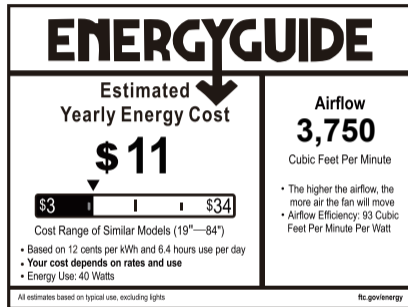 ENERGYGUIDE
Estimated
Yearly Energy Cost
$11
$3 $34
Cost Range of Similar Models (19"—84")
• Based on 12 cents per kWh and 6.4 hours use per day
• Your cost depends on rates and use
• Energy Use: 40 Watts
Airflow
3,750
Cubic Feet Per Minute
• The higher the airflow, the
more air the fan will move
• Airflow Efficiency: 93 Cubic
Feet Per Minute Per Watt
All estimates based on typical use, excluding lights
ftc.gov/energy